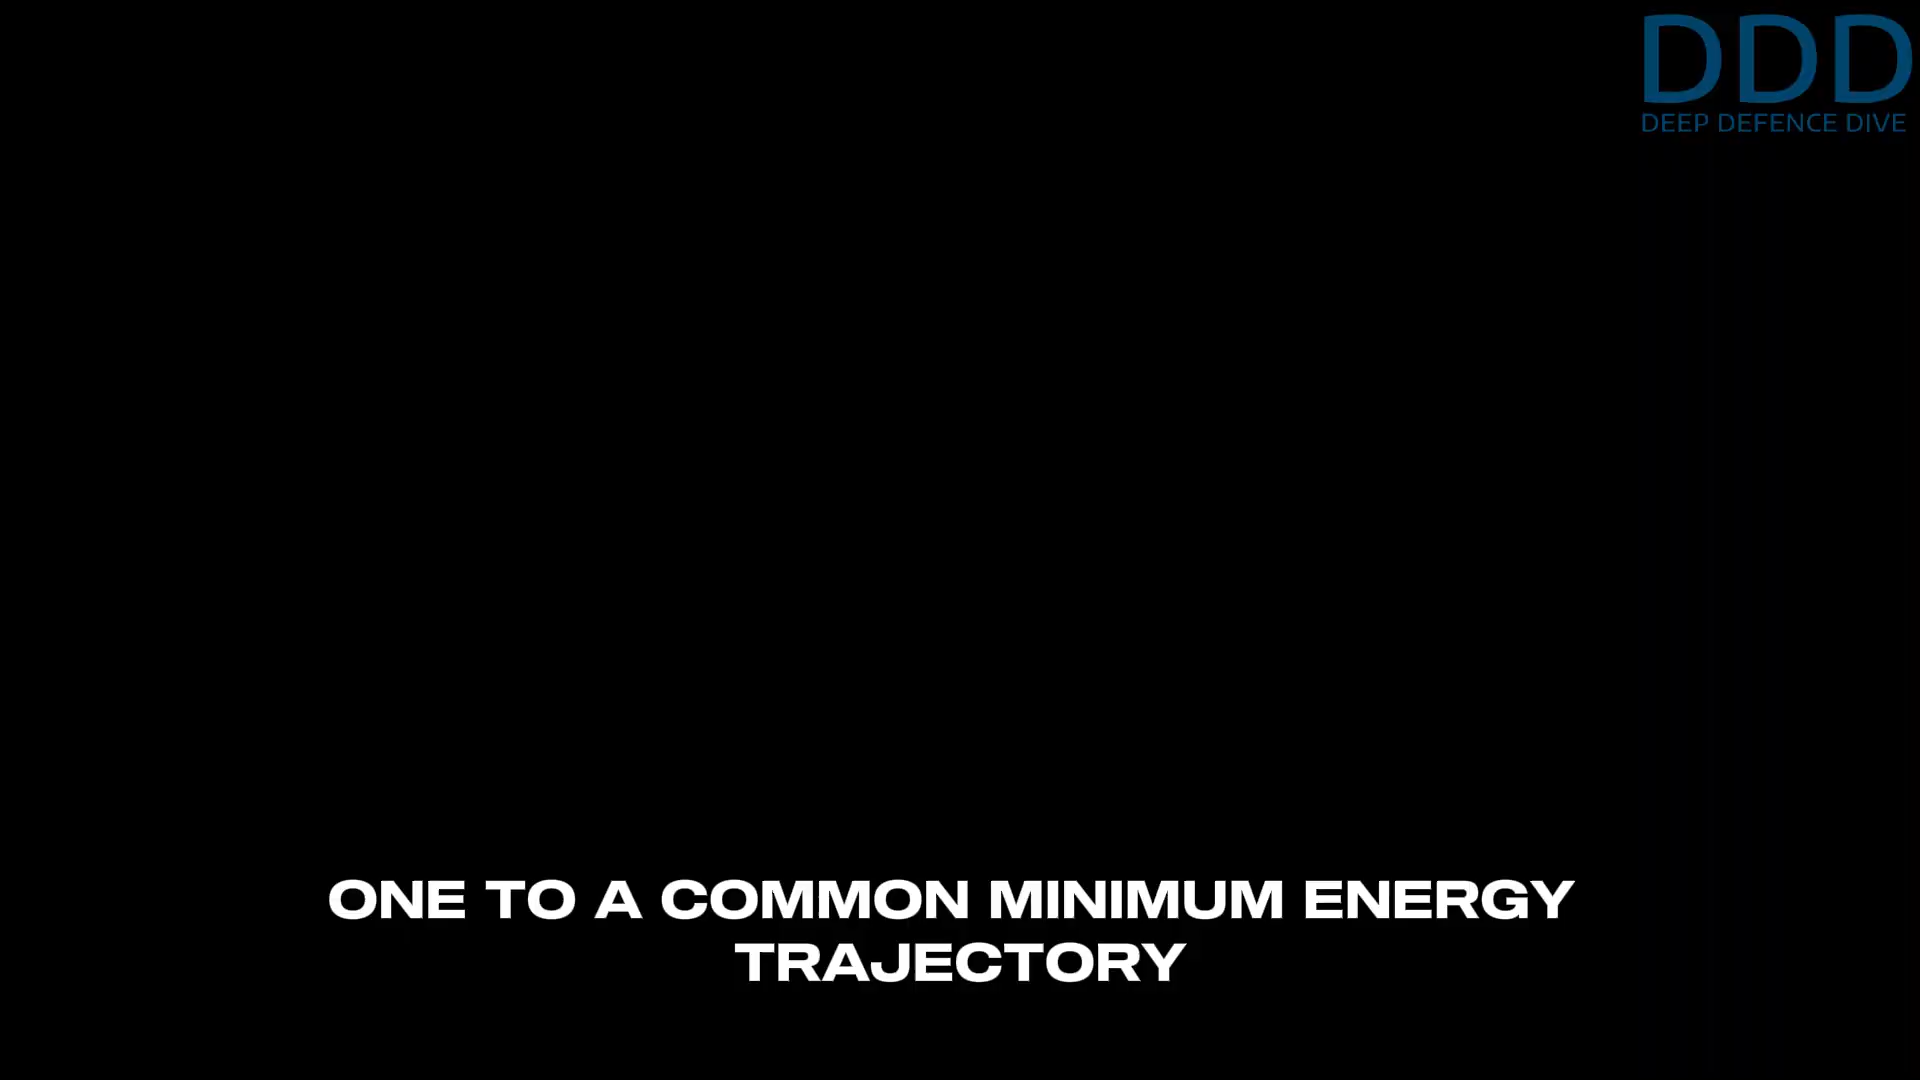 DDD
DEEP DEFENCE DIVE
ONE TO A COMMON MINIMUM ENERGY
TRAJECTORY